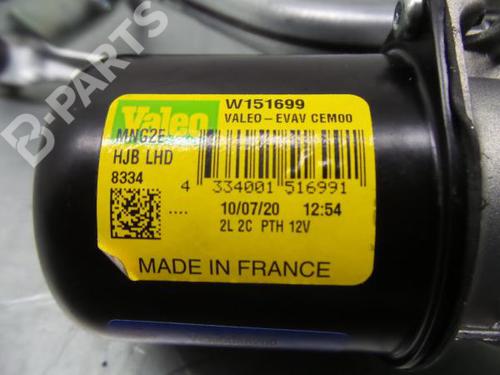 B-PARTS
Valeo
W151699
VALEO-EVAV CEM00
MNG2E
HJB LHD
8334
4 334001 516991
.... 10/07/20 12:54
2L 2C PTH 12V
MADE IN FRANCE